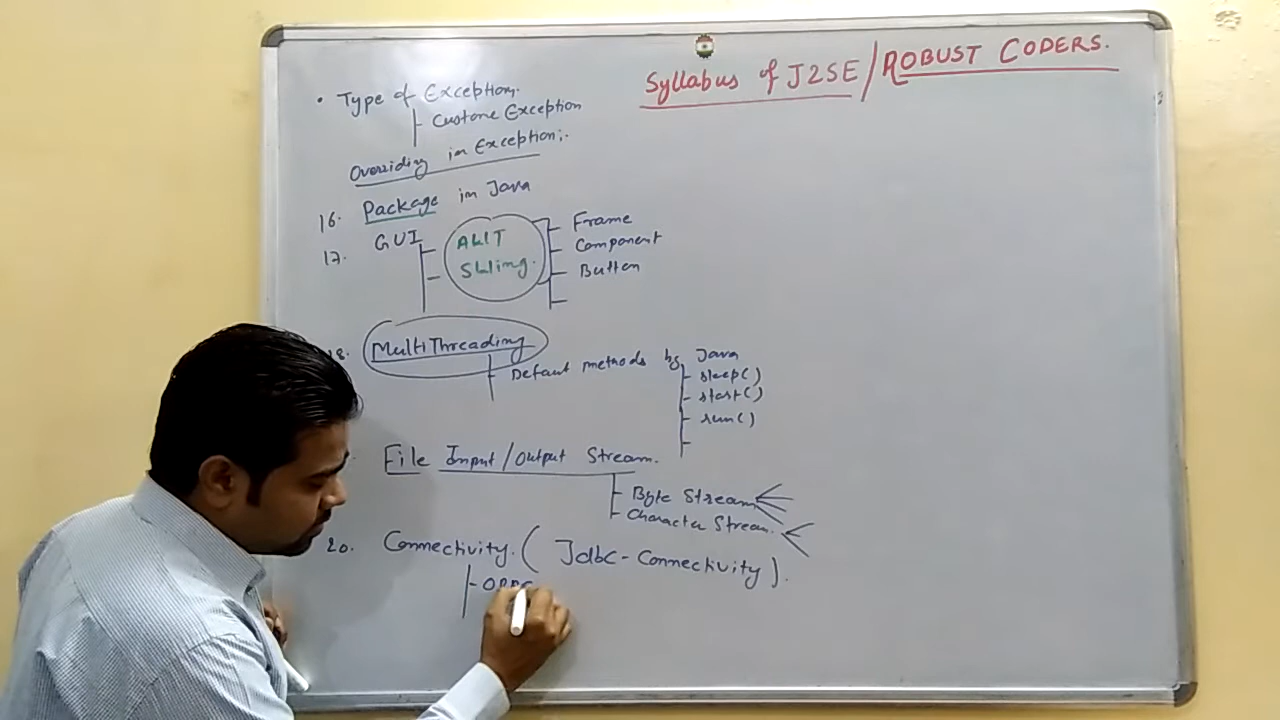 Syllabus of J2SE/ROBUST CODERS.
• Type of Exception.
Custome Exception
Overriding in Exception:-
16. Package in Java
17. GUI
AWT
Swing.
Frame
Component
Button
18. MultiThreading
Defaut methods by Java
sleep()
start()
run()
File Input/Output Stream.
Byte Stream
Character Stream.
20. Connectivity. ( Jdbc - Connectivity ).